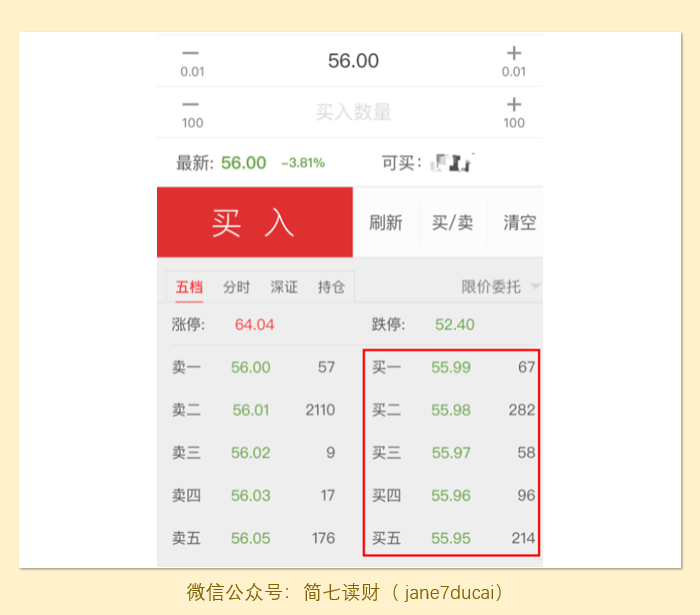 — 56.00 +
0.01 0.01
— 买入数量 +
100 100
最新: 56.00 -3.81% 可买:
买 入 刷新 买/卖 清空
五档 分时 深证 持仓 限价委托
涨停: 64.04 跌停: 52.40
卖一 56.00 57 买一 55.99 67
卖二 56.01 2110 买二 55.98 282
卖三 56.02 9 买三 55.97 58
卖四 56.03 17 买四 55.96 96
卖五 56.05 176 买五 55.95 214
微信公众号：简七读财（ jane7ducai）